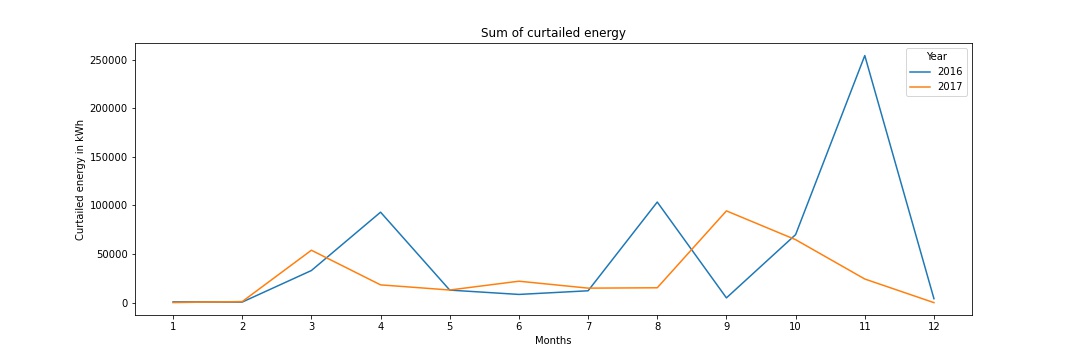 Sum of curtailed energy
Year
2016
2017
250000
200000
150000
100000
50000
0
Curtailed energy in kWh
1 2 3 4 5 6 7 8 9 10 11 12
Months